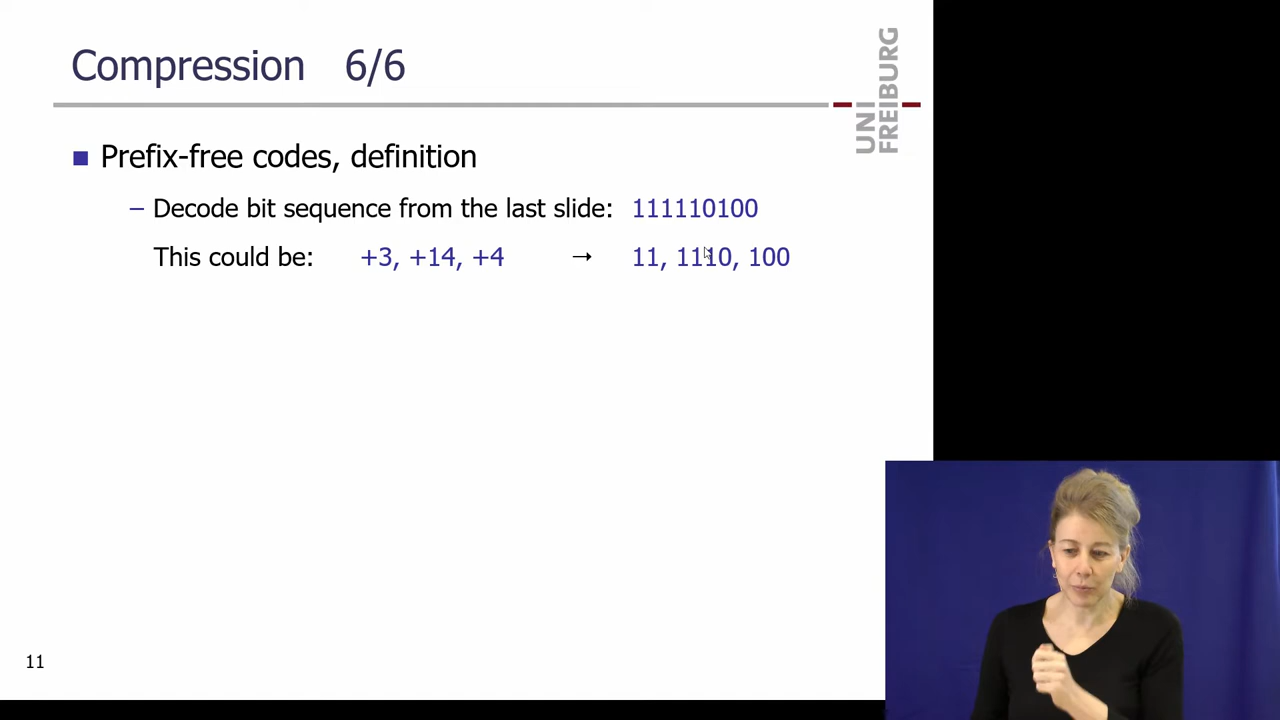 Compression 6/6
UNI
FREIBURG
■ Prefix-free codes, definition
– Decode bit sequence from the last slide: 111110100
This could be: +3, +14, +4 → 11, 1110, 100
11